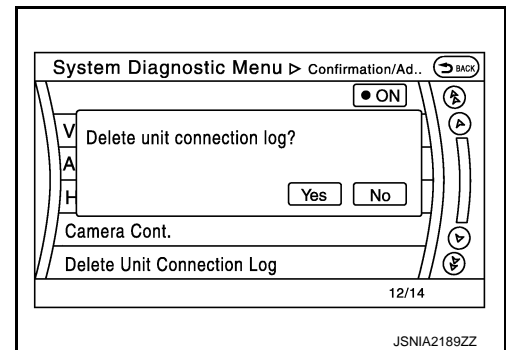 System Diagnostic Menu ▷ Confirmation/Ad.. BACK
● ON
V
Delete unit connection log?
A
H
Yes No
Camera Cont.
Delete Unit Connection Log
12/14
JSNIA2189ZZ